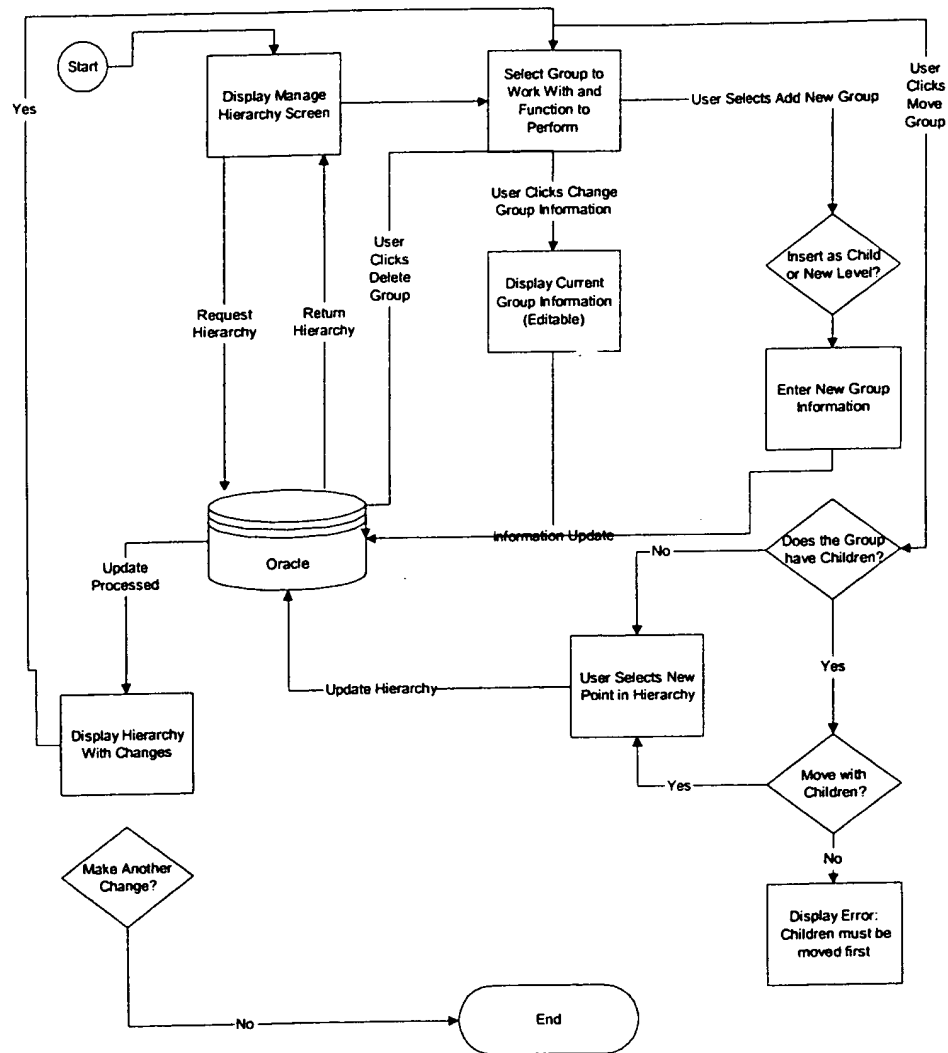 Start
Yes
Display Manage
Hierarchy Screen
Select Group to
Work With and
Function to
Perform
User Selects Add New Group
User
Clicks
Move
Group
User Clicks Change
Group Information
User
Clicks
Delete
Group
Insert as Child
or New Level?
Display Current
Group Information
(Editable)
Request
Hierarchy
Return
Hierarchy
Enter New Group
Information
Information Update
Oracle
No
Does the Group
have Children?
Update
Processed
Yes
User Selects New
Point in Hierarchy
Update Hierarchy
Display Hierarchy
With Changes
Yes
Move with
Children?
No
Make Another
Change?
Display Error:
Children must be
moved first
No
End